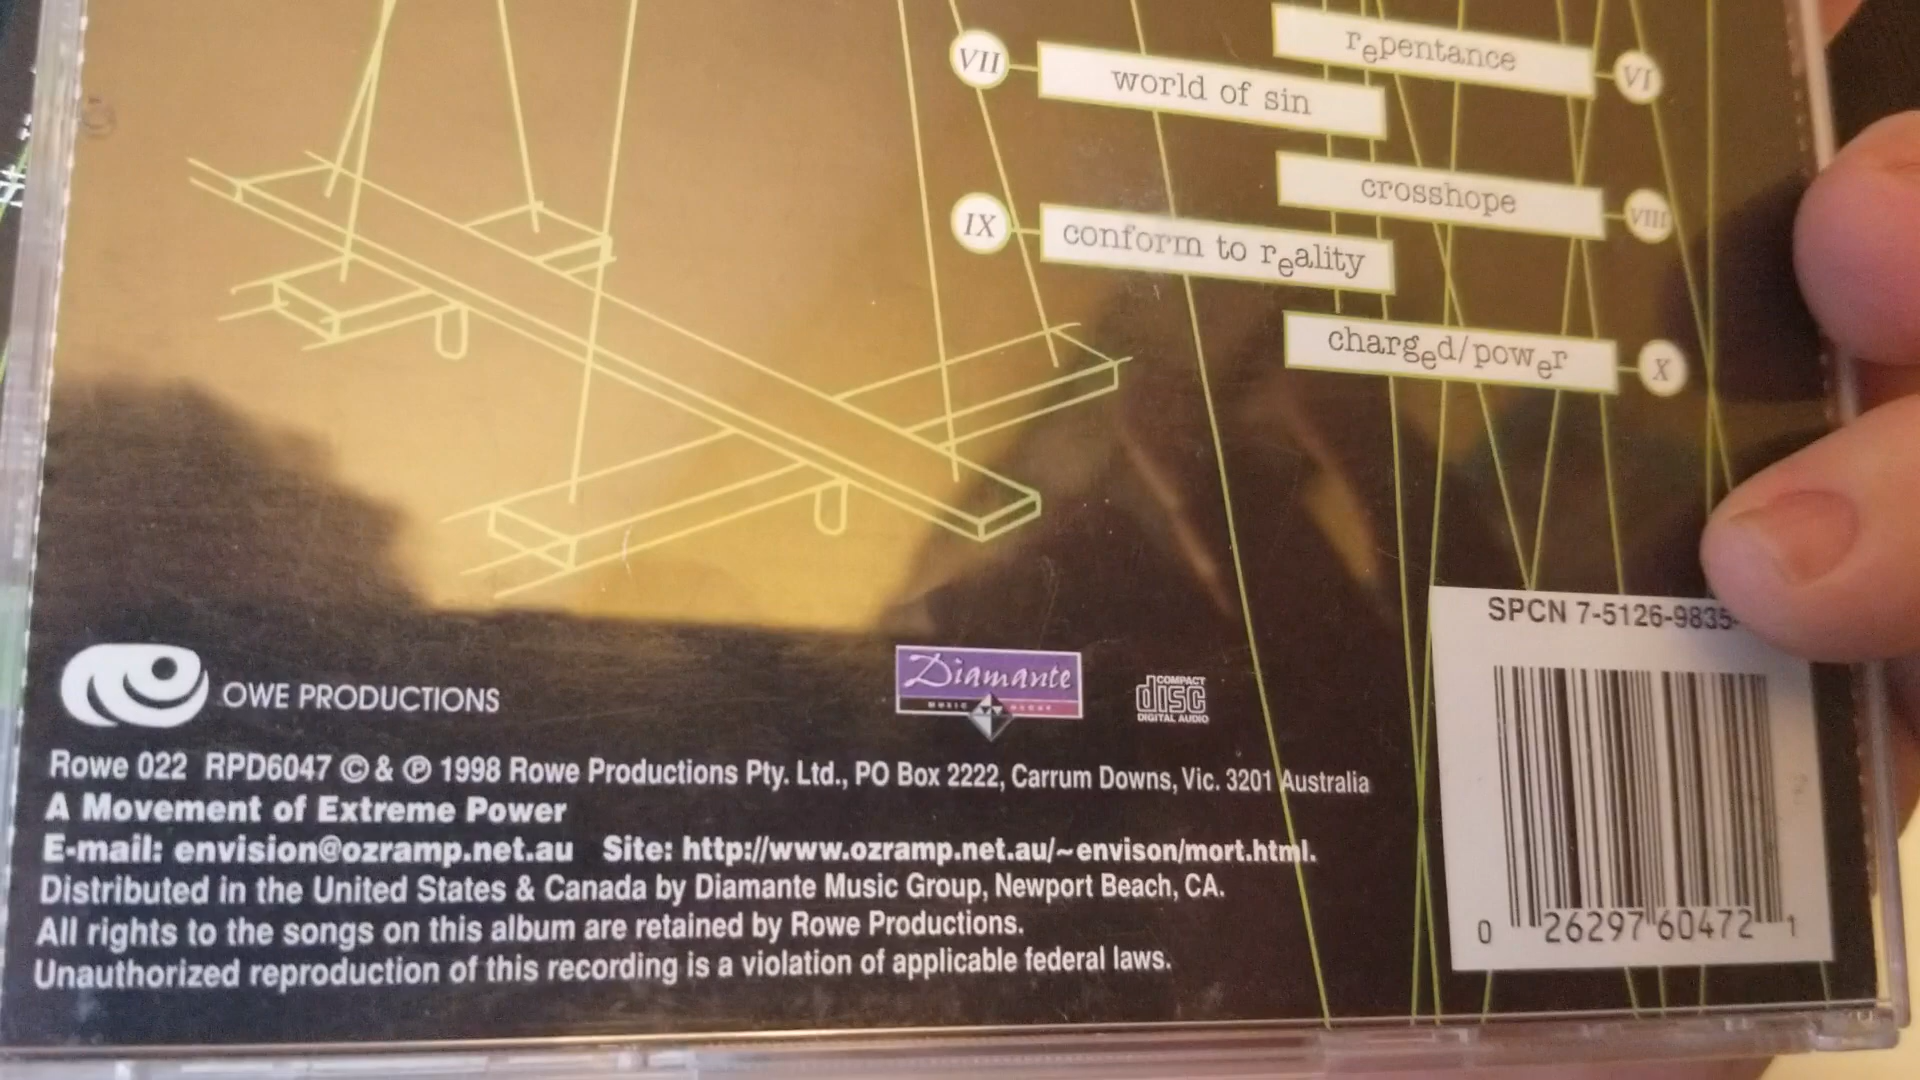 repentance VI
VII world of sin
crosshope VIII
IX conform to reality
charged/power X
SPCN 7-5126-9835-
OWE PRODUCTIONS
Diamante
MUSIC GROUP
COMPACT
disc
DIGITAL AUDIO
Rowe 022 RPD6047 © & ℗ 1998 Rowe Productions Pty. Ltd., PO Box 2222, Carrum Downs, Vic. 3201 Australia
A Movement of Extreme Power
E-mail: envision@ozramp.net.au Site: http://www.ozramp.net.au/~envison/mort.html.
Distributed in the United States & Canada by Diamante Music Group, Newport Beach, CA.
All rights to the songs on this album are retained by Rowe Productions.
Unauthorized reproduction of this recording is a violation of applicable federal laws.
0 26297 60472 1